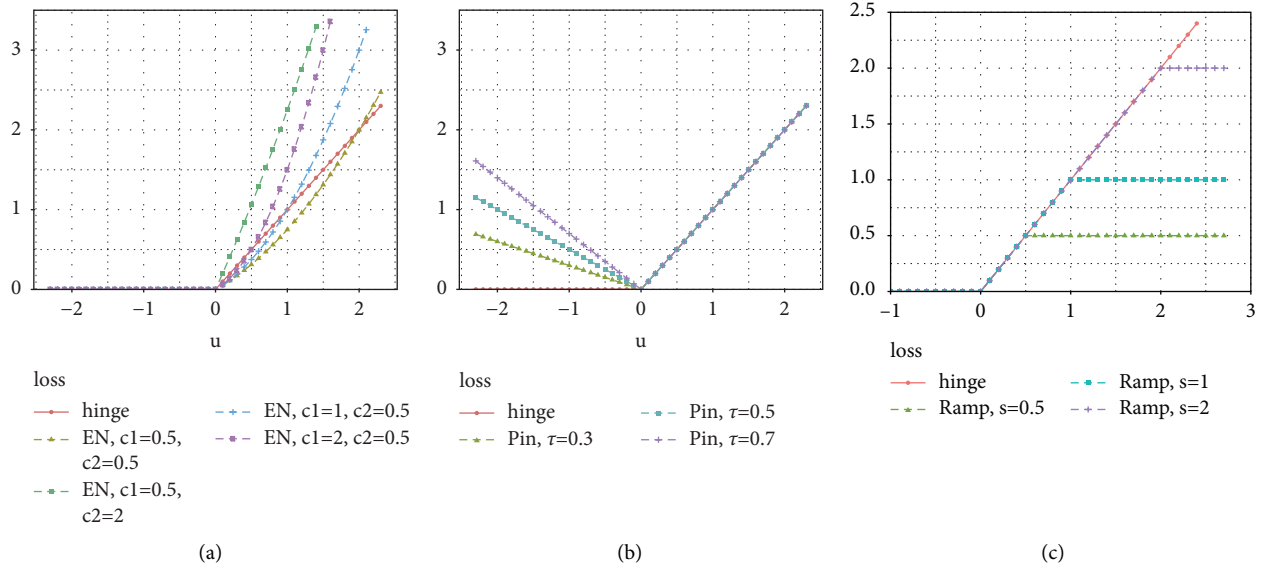 3
2
1
0
−2
−1
0
1
2
u
loss
hinge
EN, c1=0.5,
c2=0.5
EN, c1=0.5,
c2=2
EN, c1=1, c2=0.5
EN, c1=2, c2=0.5
(a)
3
2
1
0
−2
−1
0
1
2
u
loss
hinge
Pin, τ=0.3
Pin, τ=0.5
Pin, τ=0.7
(b)
2.5
2.0
1.5
1.0
0.5
0.0
−1
0
1
2
3
loss
hinge
Ramp, s=0.5
Ramp, s=1
Ramp, s=2
(c)